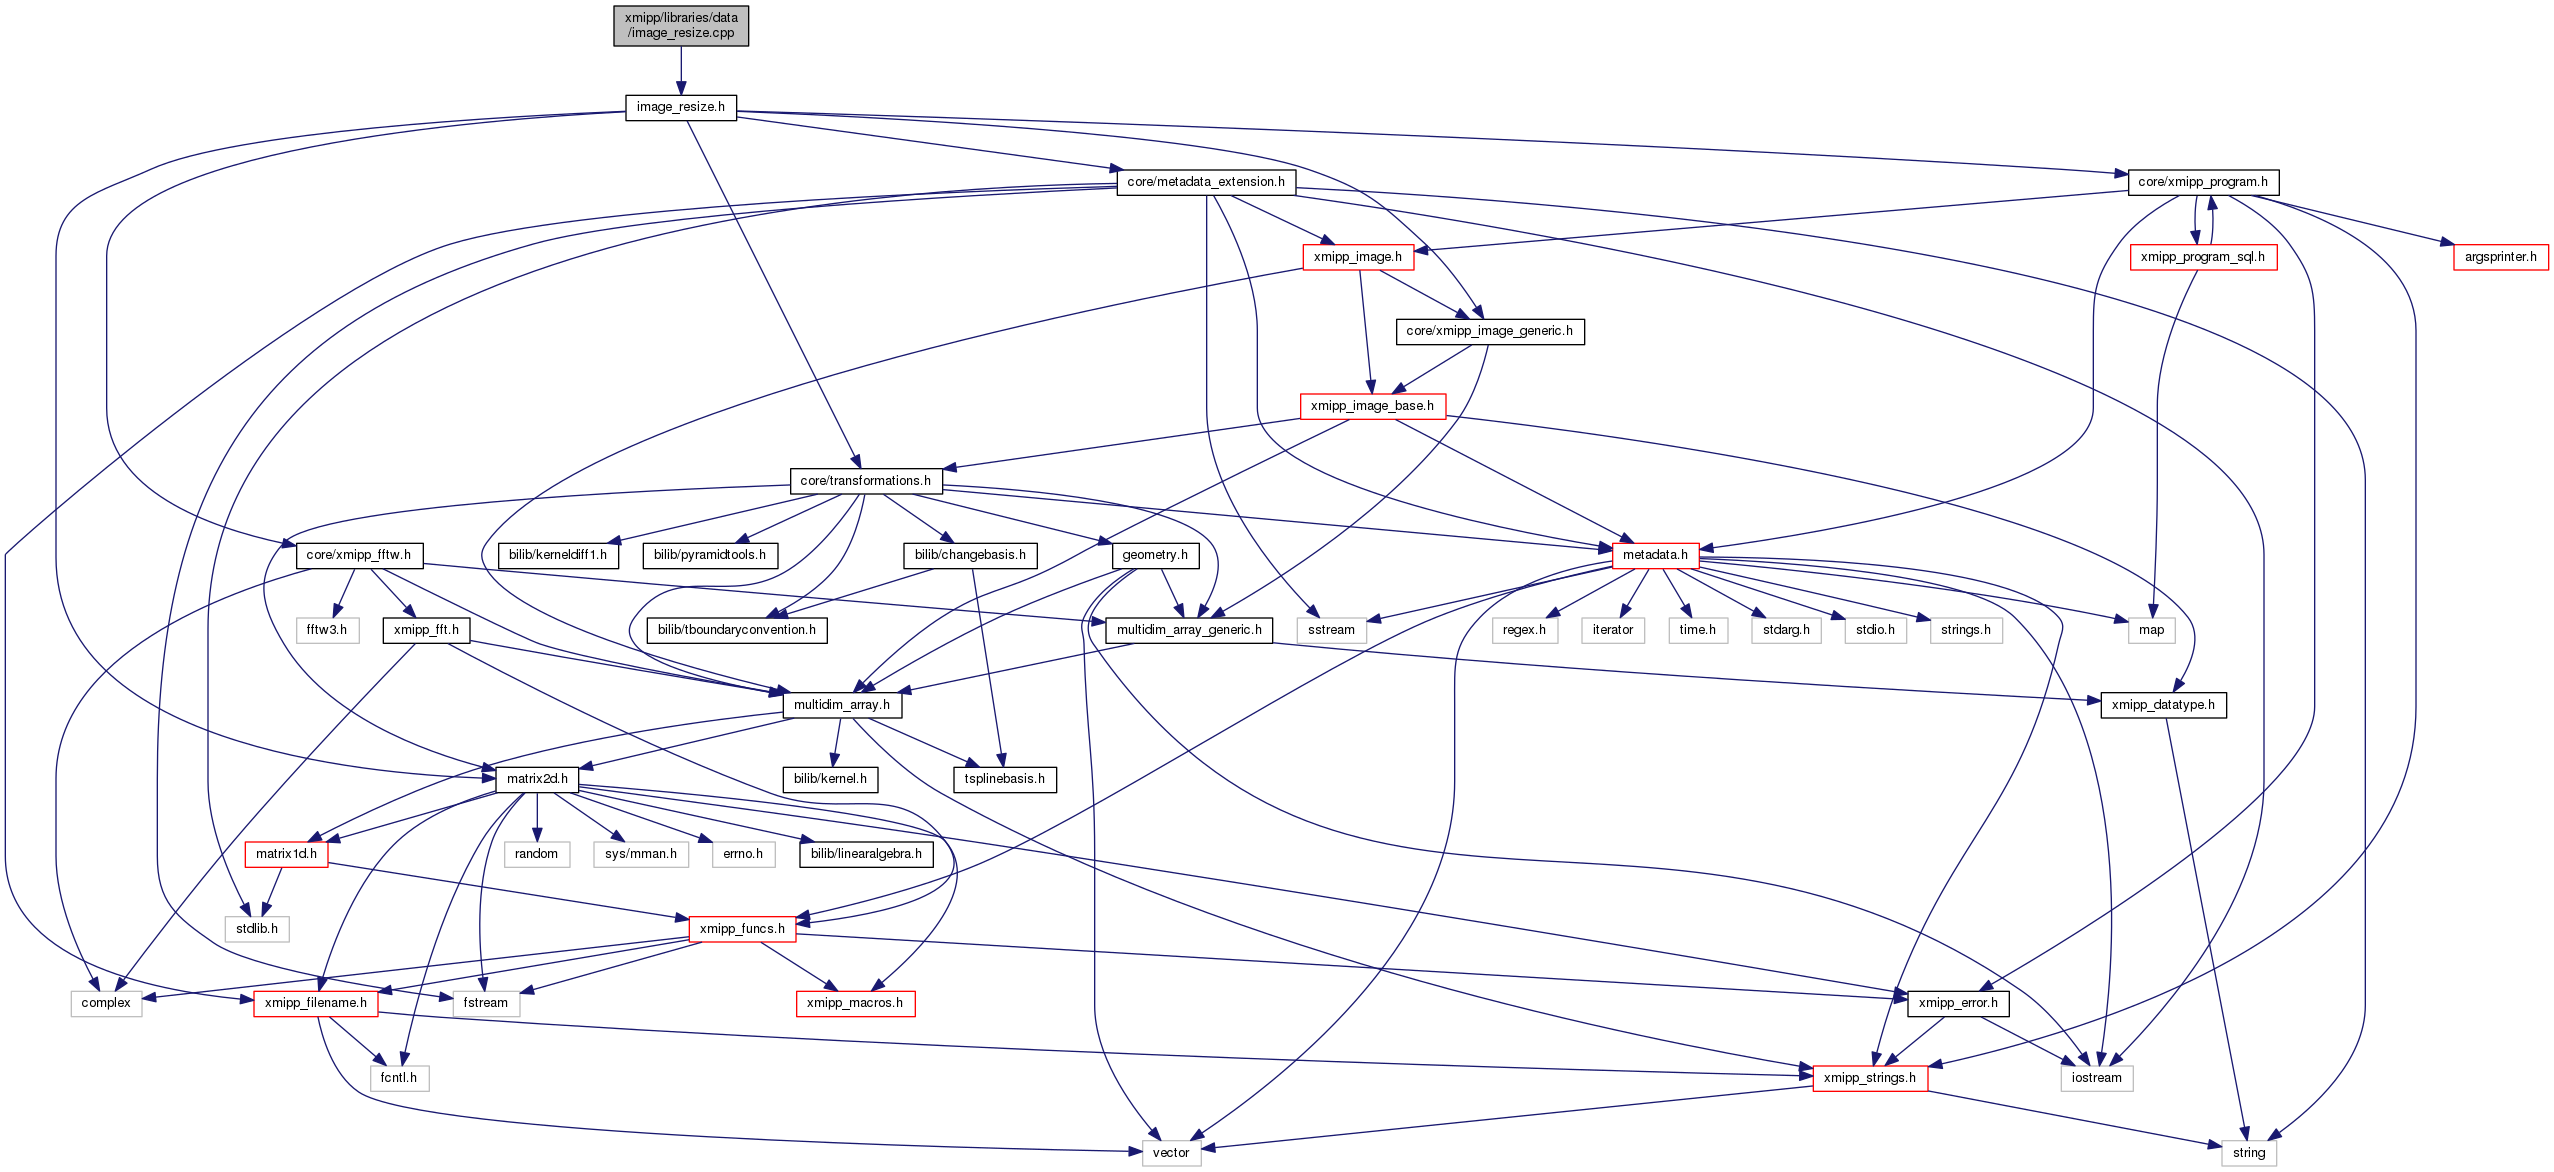 xmipp/libraries/data
/image_resize.cpp
image_resize.h
core/metadata_extension.h
core/xmipp_program.h
xmipp_image.h
xmipp_program_sql.h
argsprinter.h
core/xmipp_image_generic.h
xmipp_image_base.h
core/transformations.h
core/xmipp_fftw.h
bilib/kerneldiff1.h
bilib/pyramidtools.h
bilib/changebasis.h
geometry.h
metadata.h
fftw3.h
xmipp_fft.h
bilib/tboundaryconvention.h
multidim_array_generic.h
sstream
regex.h
iterator
time.h
stdarg.h
stdio.h
strings.h
map
multidim_array.h
xmipp_datatype.h
matrix2d.h
bilib/kernel.h
tsplinebasis.h
matrix1d.h
random
sys/mman.h
errno.h
bilib/linearalgebra.h
stdlib.h
xmipp_funcs.h
complex
xmipp_filename.h
fstream
xmipp_macros.h
xmipp_error.h
fcntl.h
xmipp_strings.h
iostream
vector
string